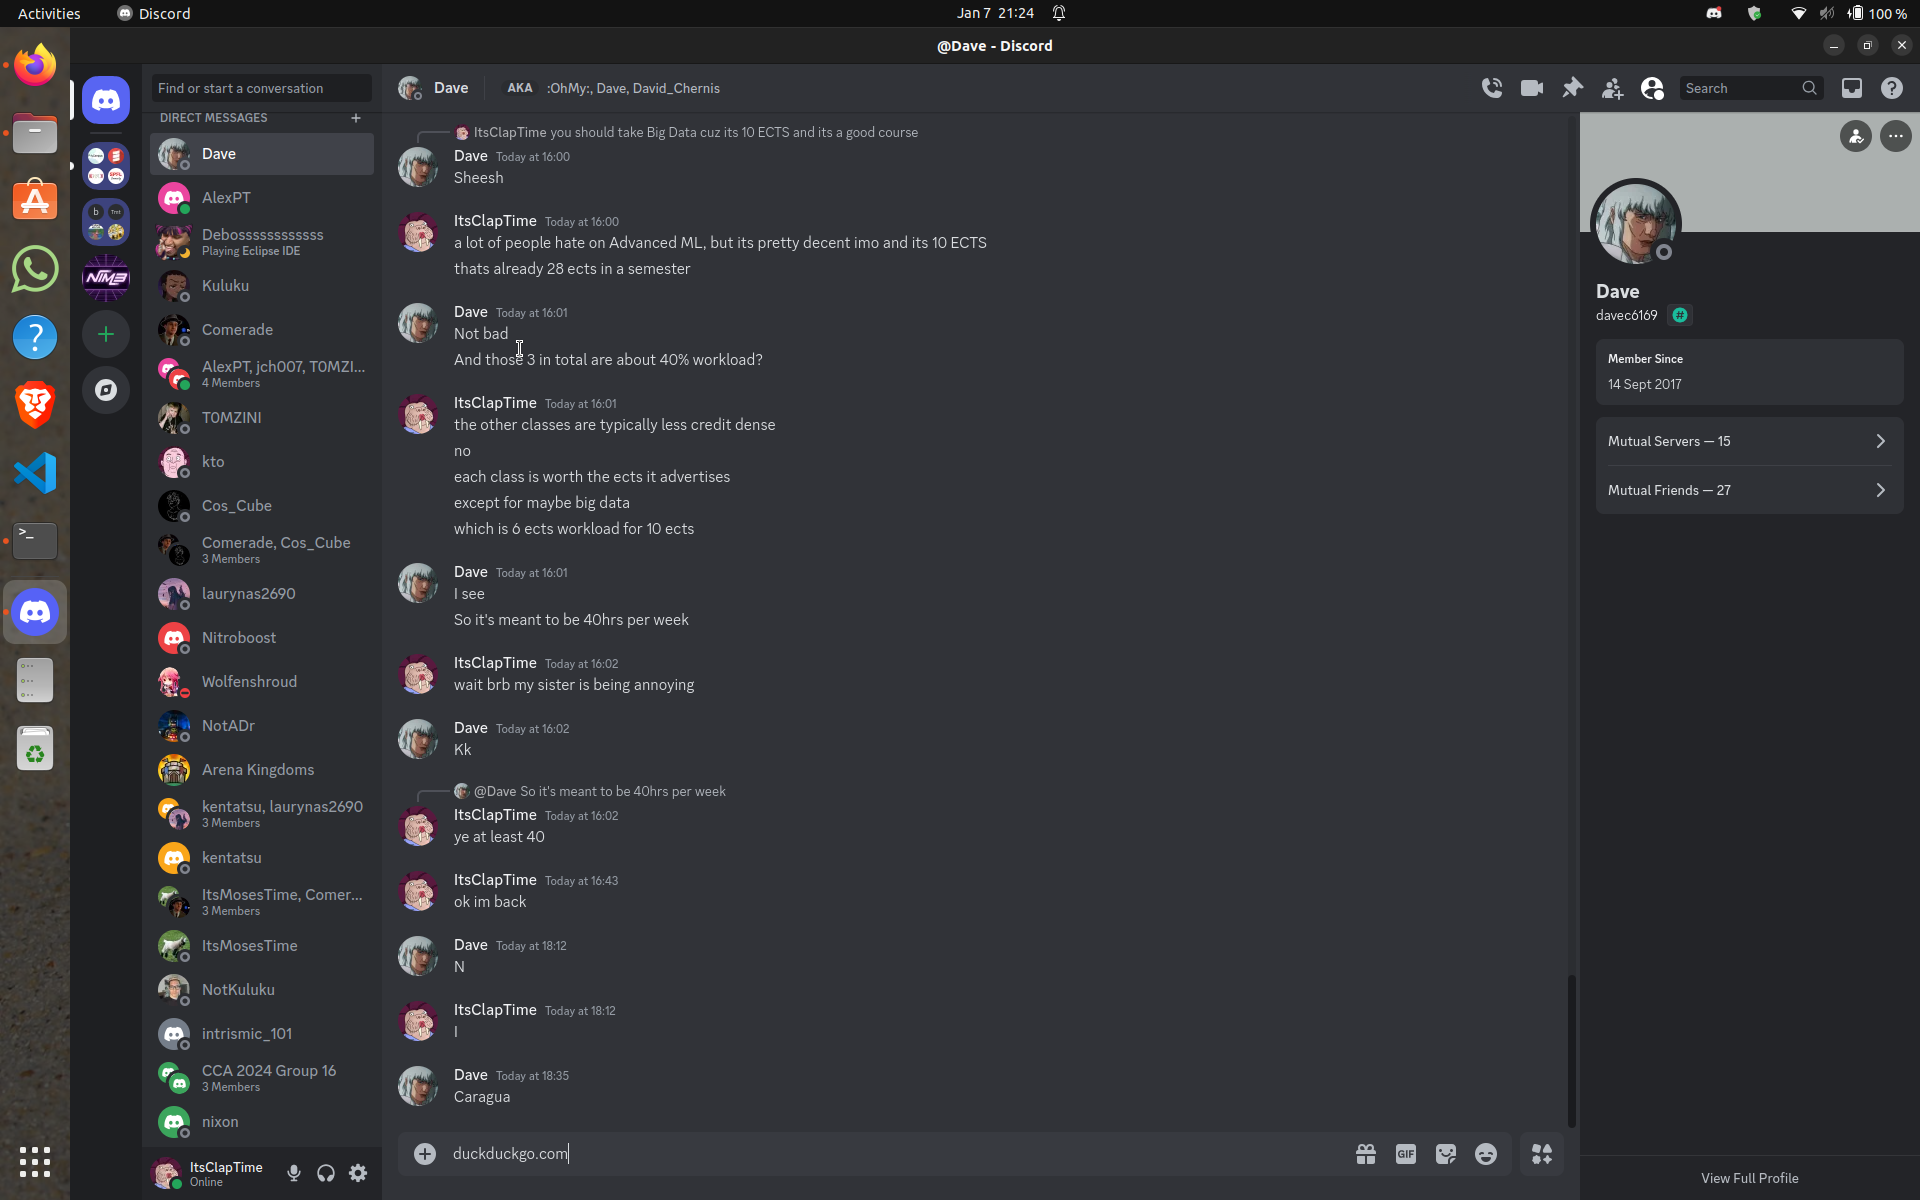 Activities
Discord
Jan 7 21:24
100 %
@Dave - Discord
Find or start a conversation
DIRECT MESSAGES
Dave
AlexPT
Debosssssssssssss
Playing Eclipse IDE
Kuluku
Comerade
AlexPT, jch007, T0MZI...
4 Members
T0MZINI
kto
Cos_Cube
Comerade, Cos_Cube
3 Members
laurynas2690
Nitroboost
Wolfenshroud
NotADr
Arena Kingdoms
kentatsu, laurynas2690
3 Members
kentatsu
ItsMosesTime, Comer...
3 Members
ItsMosesTime
NotKuluku
intrismic_101
CCA 2024 Group 16
3 Members
nixon
ItsClapTime
Online
Dave
AKA :OhMy:, Dave, David_Chernis
Search
ItsClapTime you should take Big Data cuz its 10 ECTS and its a good course
Dave Today at 16:00
Sheesh
ItsClapTime Today at 16:00
a lot of people hate on Advanced ML, but its pretty decent imo and its 10 ECTS
thats already 28 ects in a semester
Dave Today at 16:01
Not bad
And those 3 in total are about 40% workload?
ItsClapTime Today at 16:01
the other classes are typically less credit dense
no
each class is worth the ects it advertises
except for maybe big data
which is 6 ects workload for 10 ects
Dave Today at 16:01
I see
So it's meant to be 40hrs per week
ItsClapTime Today at 16:02
wait brb my sister is being annoying
Dave Today at 16:02
Kk
@Dave So it's meant to be 40hrs per week
ItsClapTime Today at 16:02
ye at least 40
ItsClapTime Today at 16:43
ok im back
Dave Today at 18:12
N
ItsClapTime Today at 18:12
I
Dave Today at 18:35
Caragua
duckduckgo.com
GIF
Dave
davec6169
#
Member Since
14 Sept 2017
Mutual Servers — 15
Mutual Friends — 27
View Full Profile